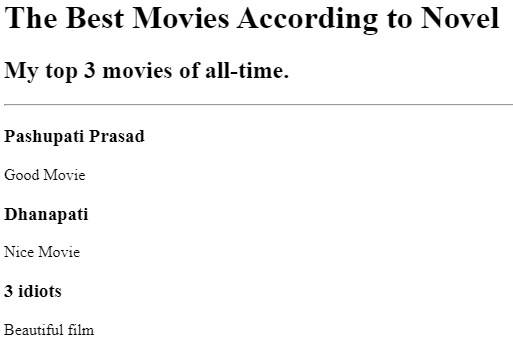 The Best Movies According to Novel
My top 3 movies of all-time.
Pashupati Prasad
Good Movie
Dhanapati
Nice Movie
3 idiots
Beautiful film